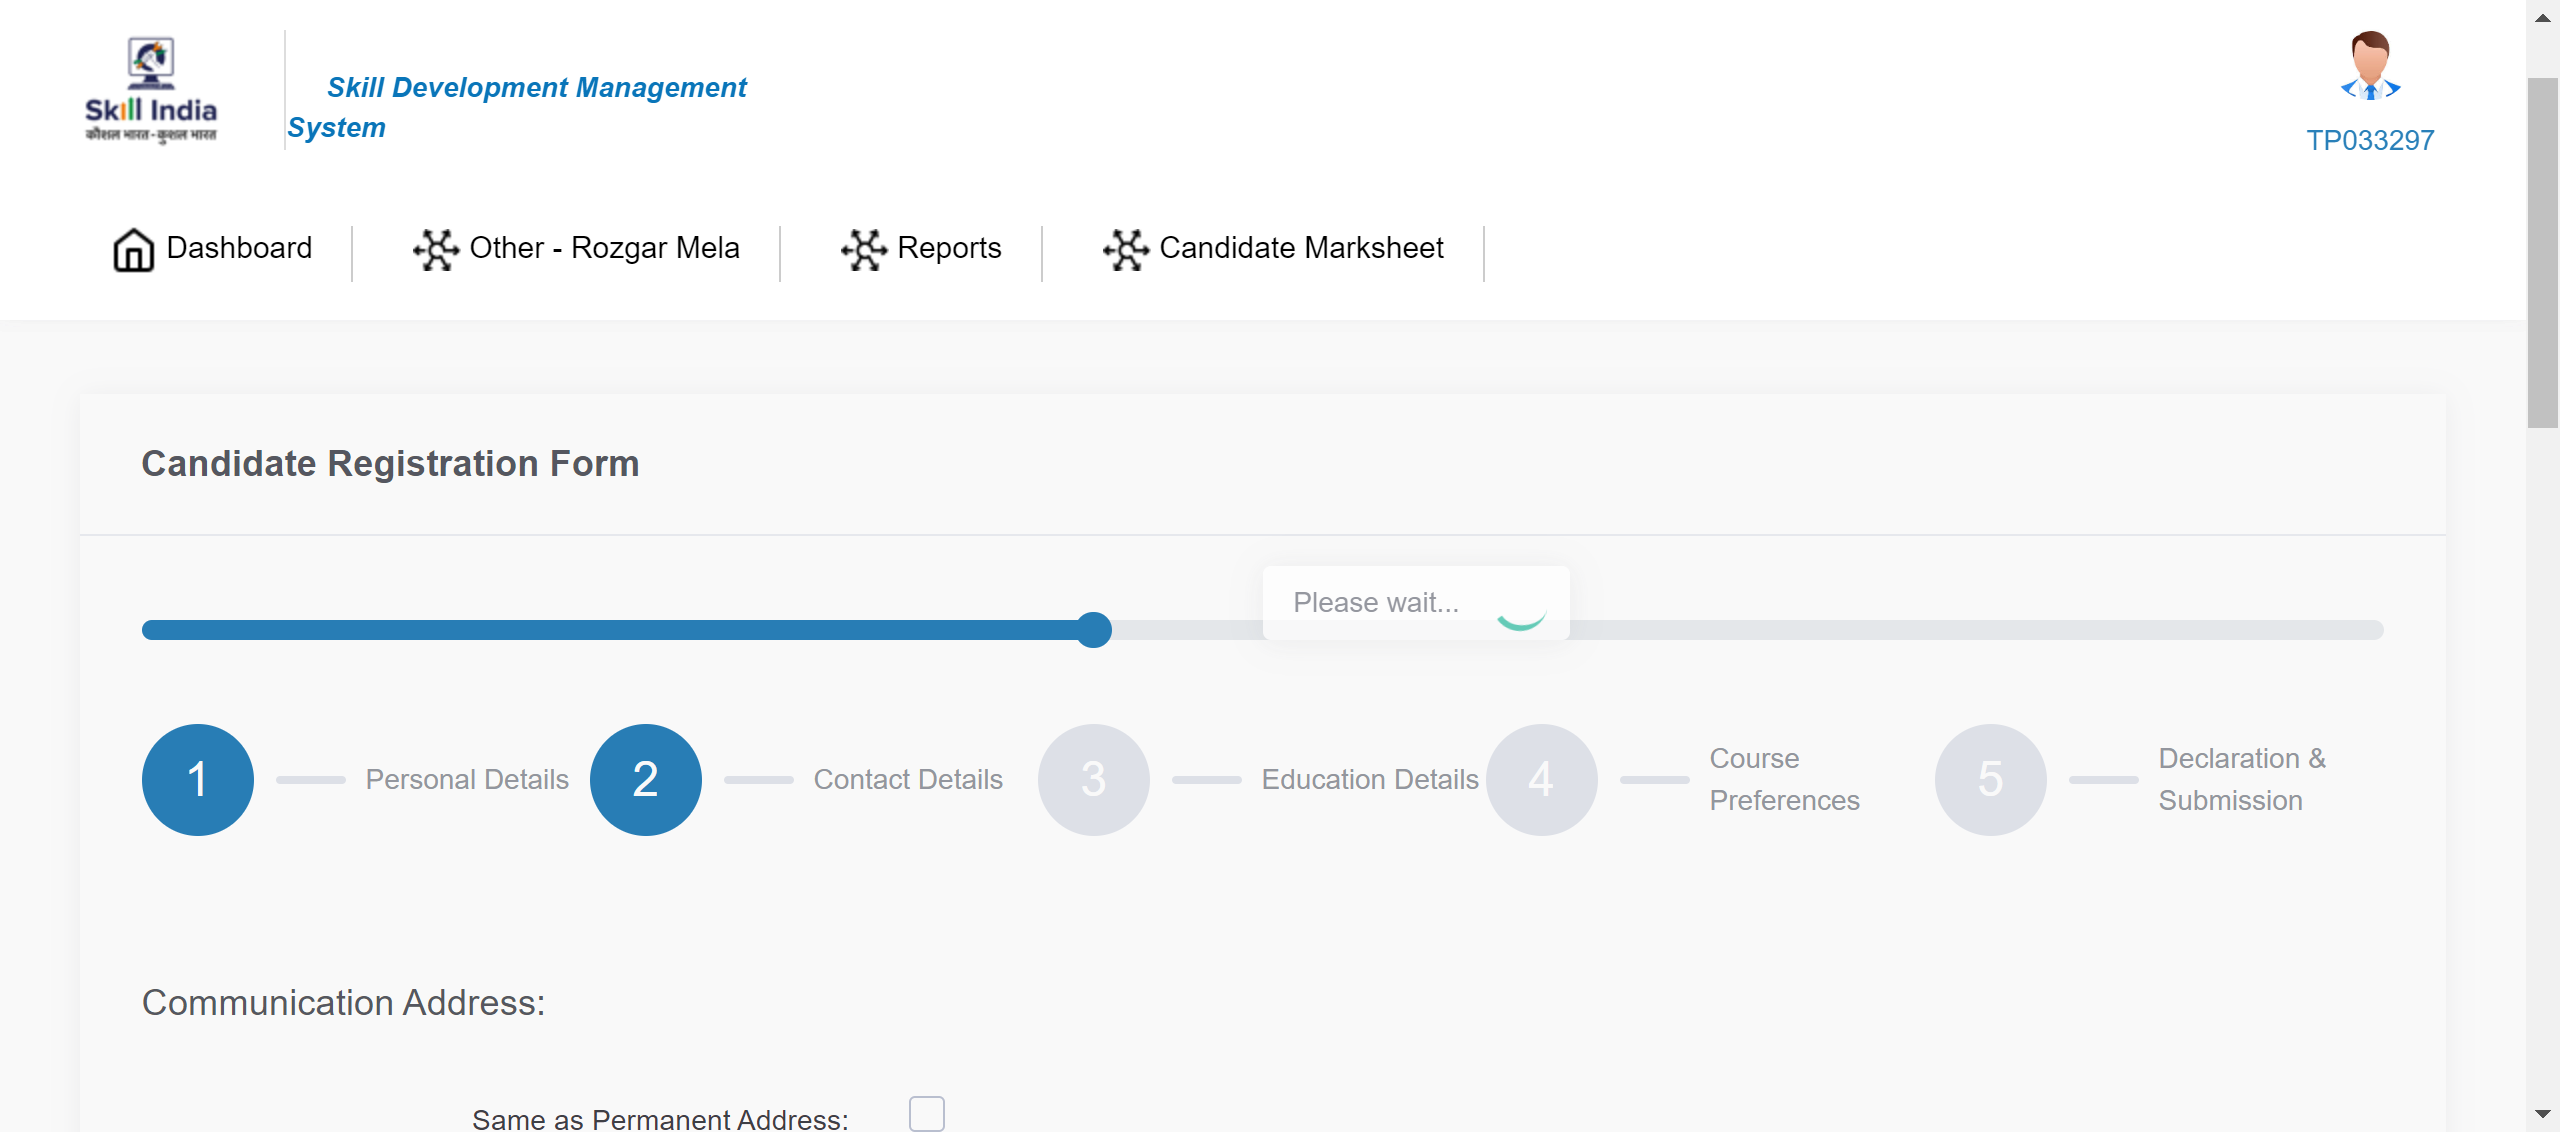 Skill India
कौशल भारत-कुशल भारत
Skill Development Management
System
TP033297
Dashboard
Other - Rozgar Mela
Reports
Candidate Marksheet
Candidate Registration Form
Please wait...
1
Personal Details
2
Contact Details
3
Education Details
4
Course
Preferences
5
Declaration &
Submission
Communication Address:
Same as Permanent Address: